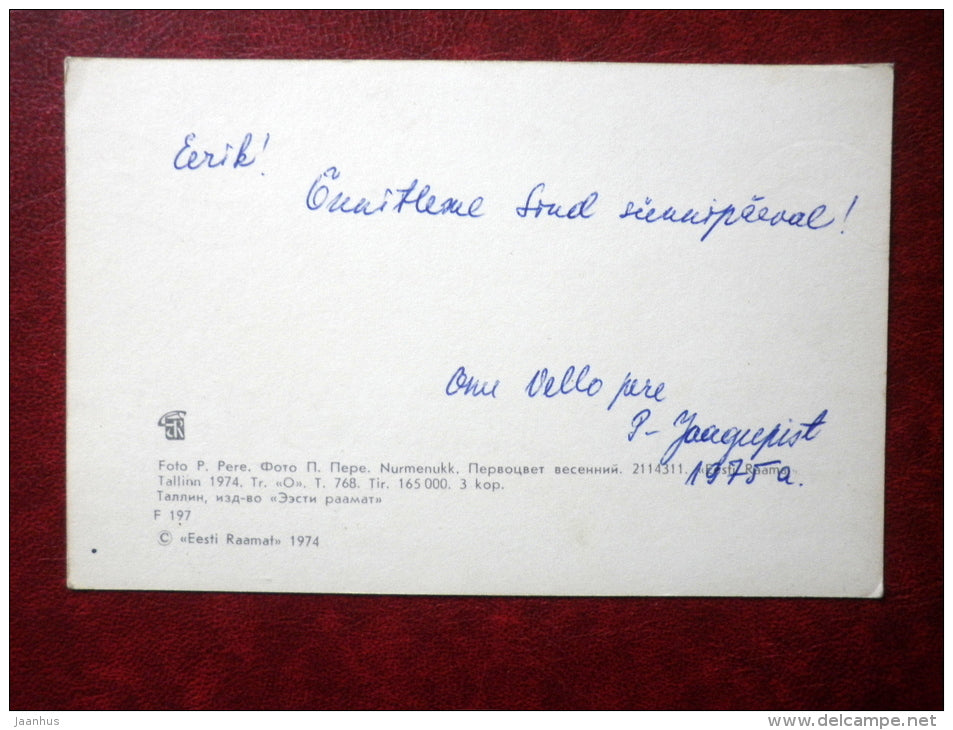 Eerik!
Õnnitleme Sind sünnipäeval!
Onu Vello pere
P-Jaagupist
1975a.
Foto P. Pere. Фото П. Пере. Nurmenukk. Первоцвет весенний. 2114311. «Eesti Raamat».
Tallinn 1974. Tr. «O». T. 768. Tir. 165 000. 3 kop.
Таллин, изд-во «Ээсти раамат»
F 197
© «Eesti Raamat» 1974
jaanhus
www.delcampe.net